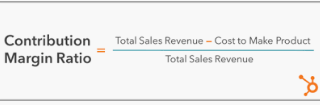 Contribution Margin Ratio = Total Sales Revenue – Cost to Make Product
Total Sales Revenue